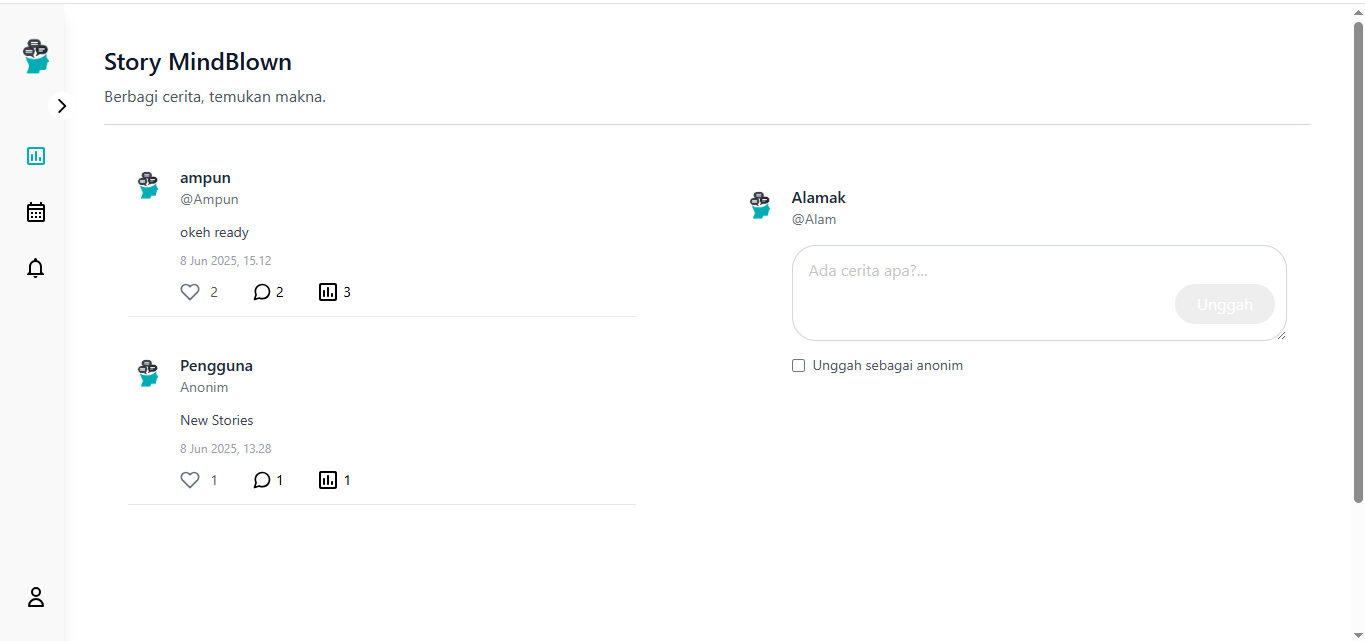 Story MindBlown
Berbagi cerita, temukan makna.
ampun
@Ampun
okeh ready
8 Jun 2025, 15.12
2 2 3
Pengguna
Anonim
New Stories
8 Jun 2025, 13.28
1 1 1
Alamak
@Alam
Ada cerita apa?...
Unggah
Unggah sebagai anonim